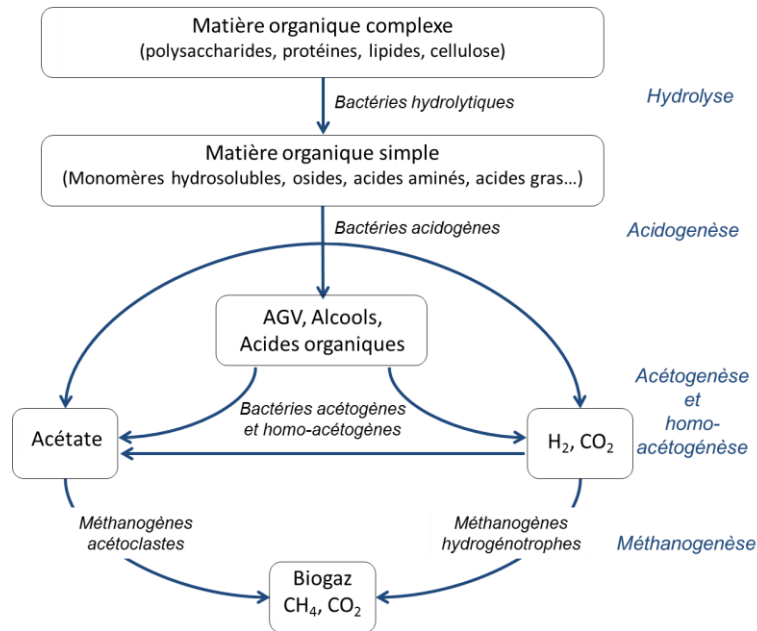 Matière organique complexe
(polysaccharides, protéines, lipides, cellulose)
Bactéries hydrolytiques
Hydrolyse
Matière organique simple
(Monomères hydrosolubles, osides, acides aminés, acides gras…)
Bactéries acidogènes
Acidogenèse
AGV, Alcools,
Acides organiques
Acétogenèse
et
homo-
acétogénèse
Bactéries acétogènes
et homo-acétogènes
Acétate
H₂, CO₂
Méthanogènes
acétoclastes
Méthanogènes
hydrogénotrophes
Méthanogenèse
Biogaz
CH₄, CO₂